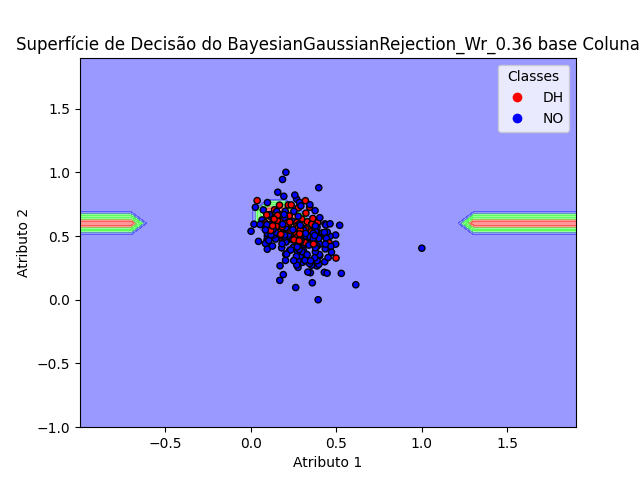 Superfície de Decisão do BayesianGaussianRejection_Wr_0.36 base Coluna
Classes
DH
NO
1.5
1.0
0.5
0.0
−0.5
−1.0
Atributo 2
−0.5
0.0
0.5
1.0
1.5
Atributo 1